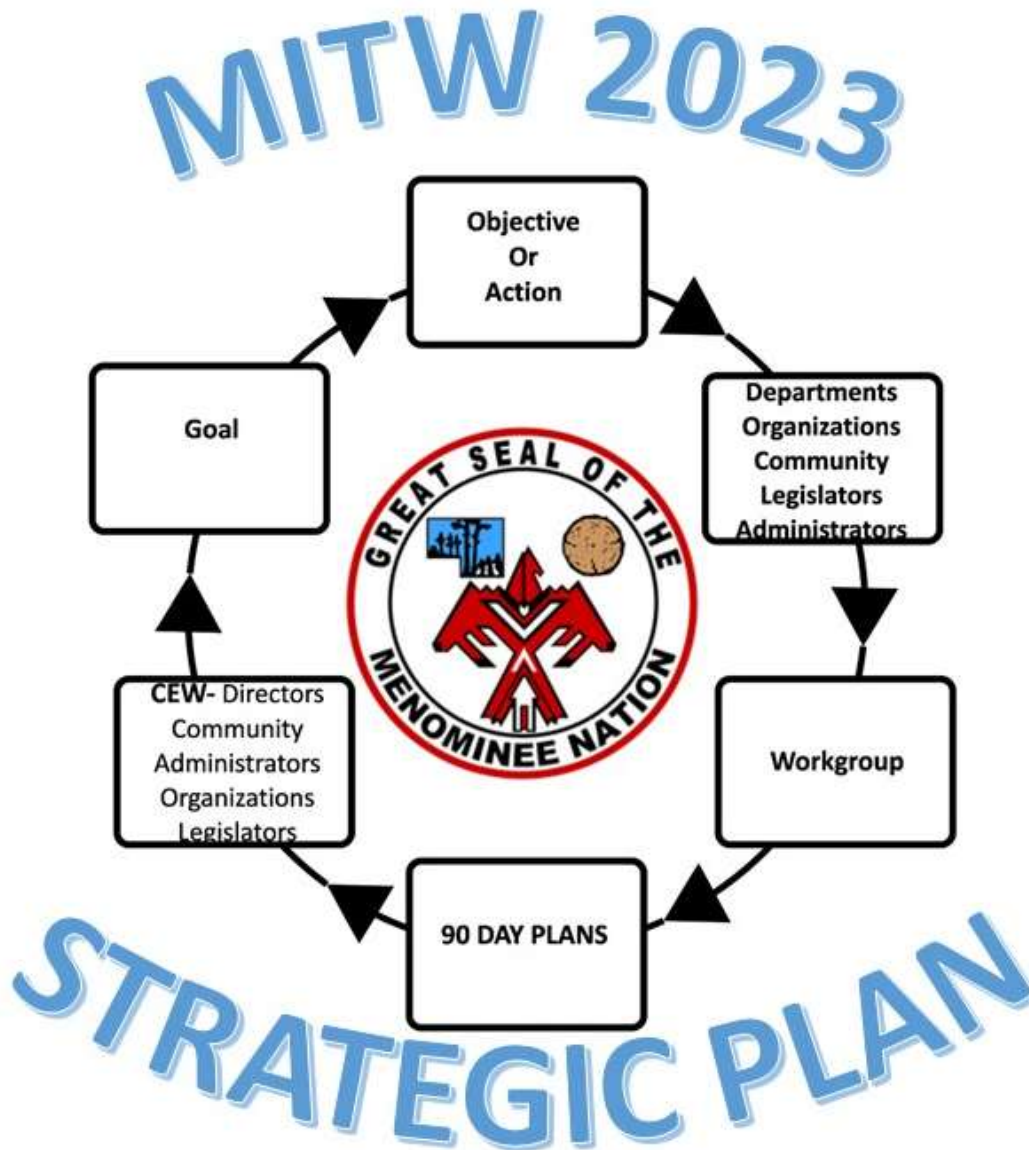 MITW 2023
Objective
Or
Action
Departments
Organizations
Community
Legislators
Administrators
Workgroup
90 DAY PLANS
CEW- Directors
Community
Administrators
Organizations
Legislators
Goal
GREAT SEAL OF THE
MENOMINEE NATION
STRATEGIC PLAN